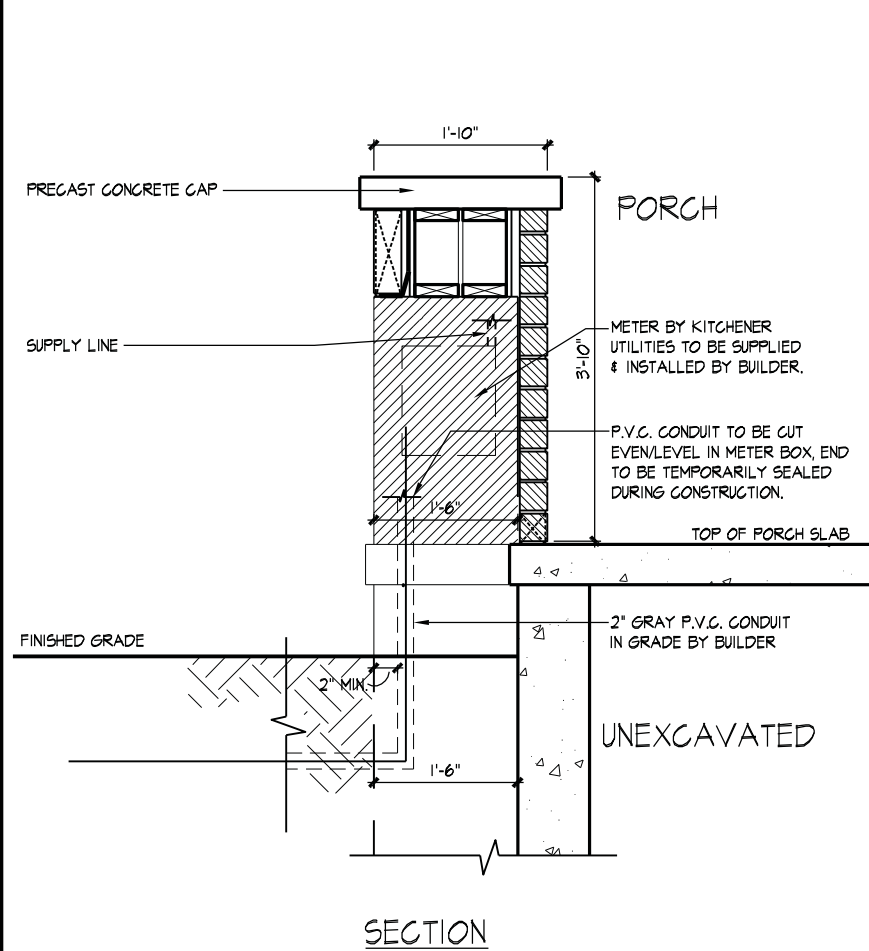 1'-10"
PRECAST CONCRETE CAP
PORCH
METER BY KITCHENER
UTILITIES TO BE SUPPLIED
& INSTALLED BY BUILDER.
SUPPLY LINE
3'-10"
P.V.C. CONDUIT TO BE CUT
EVEN/LEVEL IN METER BOX, END
TO BE TEMPORARILY SEALED
DURING CONSTRUCTION.
1'-6"
TOP OF PORCH SLAB
2" GRAY P.V.C. CONDUIT
IN GRADE BY BUILDER
FINISHED GRADE
2" MIN.
UNEXCAVATED
1'-6"
SECTION